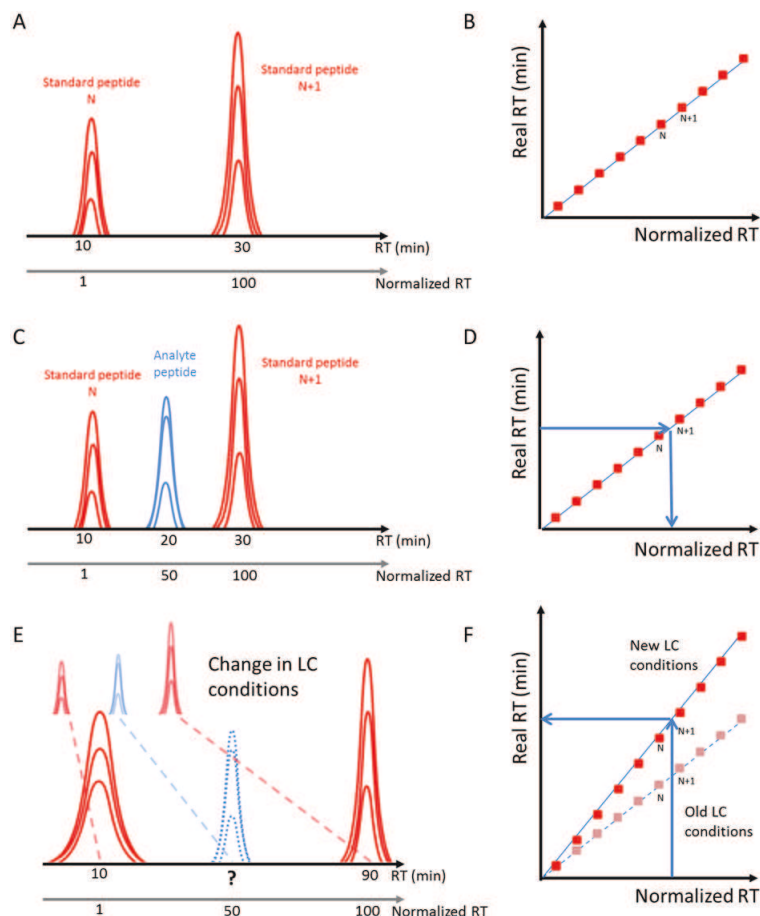 A
Standard peptide
N
Standard peptide
N+1
10
30
RT (min)
1
100
Normalized RT
B
Real RT (min)
N
N+1
Normalized RT
C
Standard peptide
N
Analyte
peptide
Standard peptide
N+1
10
20
30
RT (min)
1
50
100
Normalized RT
D
Real RT (min)
N
N+1
Normalized RT
E
Change in LC
conditions
10
?
90
RT (min)
1
50
100
Normalized RT
F
Real RT (min)
New LC
conditions
N
N+1
N
N+1
Old LC
conditions
Normalized RT